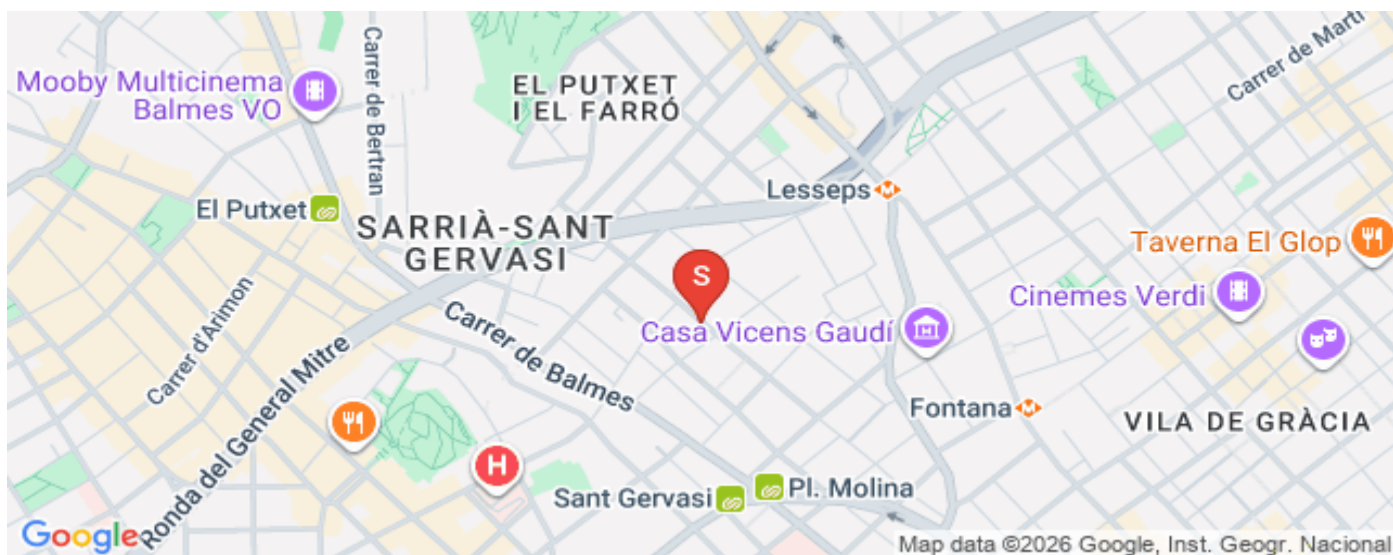 Mooby Multicinema
Balmes VO
Carrer de Bertran
EL PUTXET
I EL FARRÓ
Carrer de Martí
Lesseps
M
El Putxet
SARRIÀ-SANT
GERVASI
S
Taverna El Glop
Cinemes Verdi
Casa Vicens Gaudí
Carrer d'Arimon
Carrer de Balmes
Ronda del General Mitre
Fontana
M
VILA DE GRÀCIA
H
Sant Gervasi
Pl. Molina
Google
Map data ©2026 Google, Inst. Geogr. Nacional